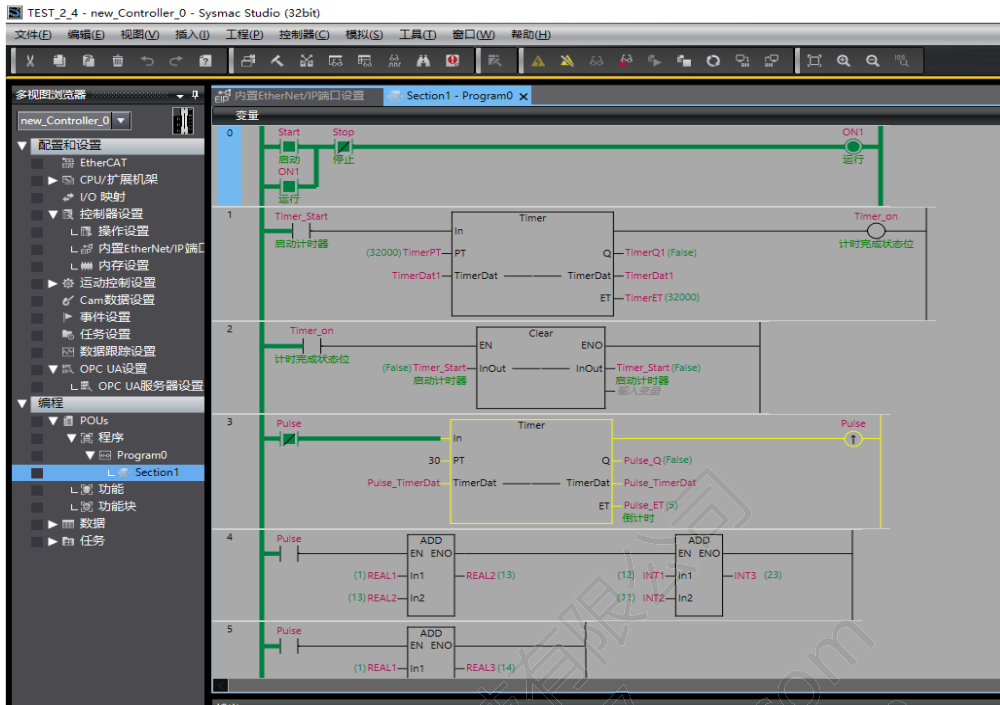 TEST_2_4 - new_Controller_0 - Sysmac Studio (32bit)
文件(F) 编辑(E) 视图(V) 插入(I) 工程(P) 控制器(C) 模拟(S) 工具(T) 窗口(W) 帮助(H)
多视图浏览器
new_Controller_0
配置和设置
EtherCAT
CPU/扩展机架
I/O 映射
控制器设置
操作设置
内置EtherNet/IP端口
内存设置
运动控制设置
Cam数据设置
事件设置
任务设置
数据跟踪设置
OPC UA设置
OPC UA服务器设置
编程
POUs
程序
Program0
Section1
功能
功能块
数据
任务
内置EtherNet/IP端口设置 Section1 - Program0
变量
0
Start Stop ON1
启动 停止 运行
ON1
运行
1
Timer_Start Timer Timer_on
In
启动计时器 计时完成状态位
(32000) TimerPT PT Q TimerQ1 (False)
TimerDat1 TimerDat TimerDat TimerDat1
ET TimerET (32000)
2
Timer_on Clear
EN ENO
计时完成状态位
(False) Timer_Start InOut InOut Timer_Start (False)
启动计时器 启动计时器
输入变量
3
Pulse Timer Pulse
In
30 PT Q Pulse_Q (False)
Pulse_TimerDat TimerDat TimerDat Pulse_TimerDat
ET Pulse_ET (5)
倒计时
4
Pulse ADD ADD
EN ENO EN ENO
(1) REAL1 In1 REAL2 (13) (12) INT1 In1 INT3 (23)
(13) REAL2 In2 (11) INT2 In2
5
Pulse ADD
EN ENO
(1) REAL1 In1 REAL3 (14)
有限公司
com